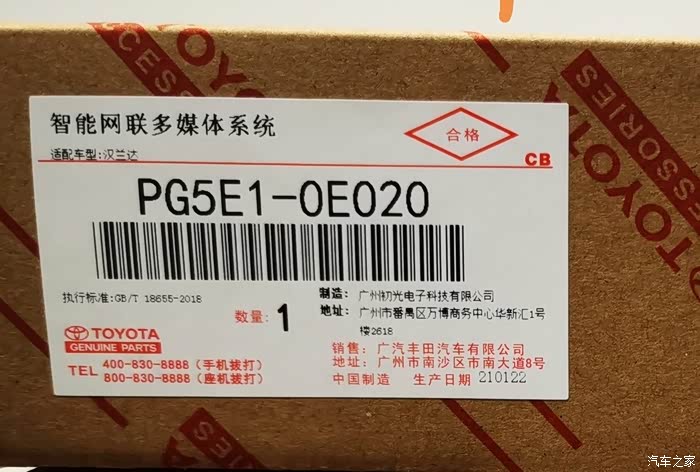 TOYOTA
ACCESSORIES
ACCESSORIES
TOYOTA
智能网联多媒体系统
合格
适配车型:汉兰达
CB
PG5E1-0E020
执行标准:GB/T 18655-2018
数量: 1
制造: 广州初光电子科技有限公司
地址: 广州市番禺区万博商务中心华新汇1号
楼2618
TOYOTA
GENUINE PARTS
TEL 400-830-8888 (手机拨打)
800-830-8888 (座机拨打)
销售: 广汽丰田汽车有限公司
地址: 广州市南沙区市南大道8号
中国制造 生产日期 210122
汽车之家